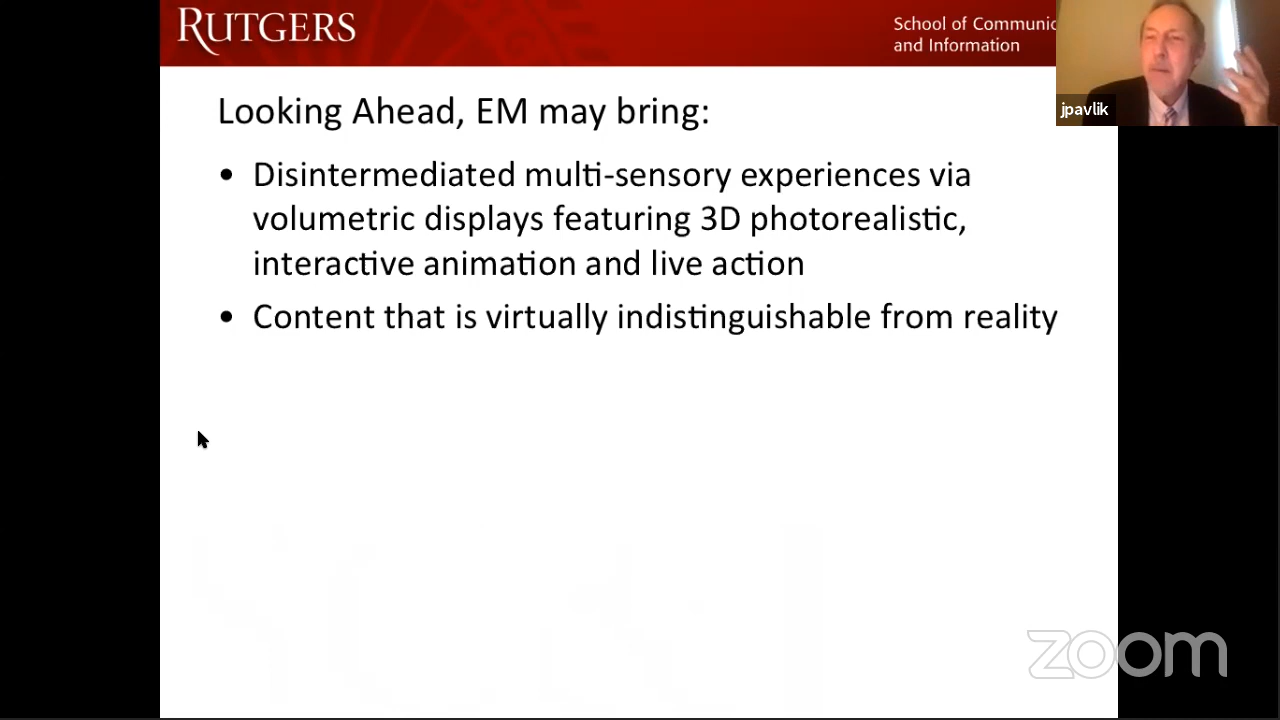 RUTGERS
School of Communic
and Information
jpavlik
Looking Ahead, EM may bring:
• Disintermediated multi-sensory experiences via
volumetric displays featuring 3D photorealistic,
interactive animation and live action
• Content that is virtually indistinguishable from reality
zoom